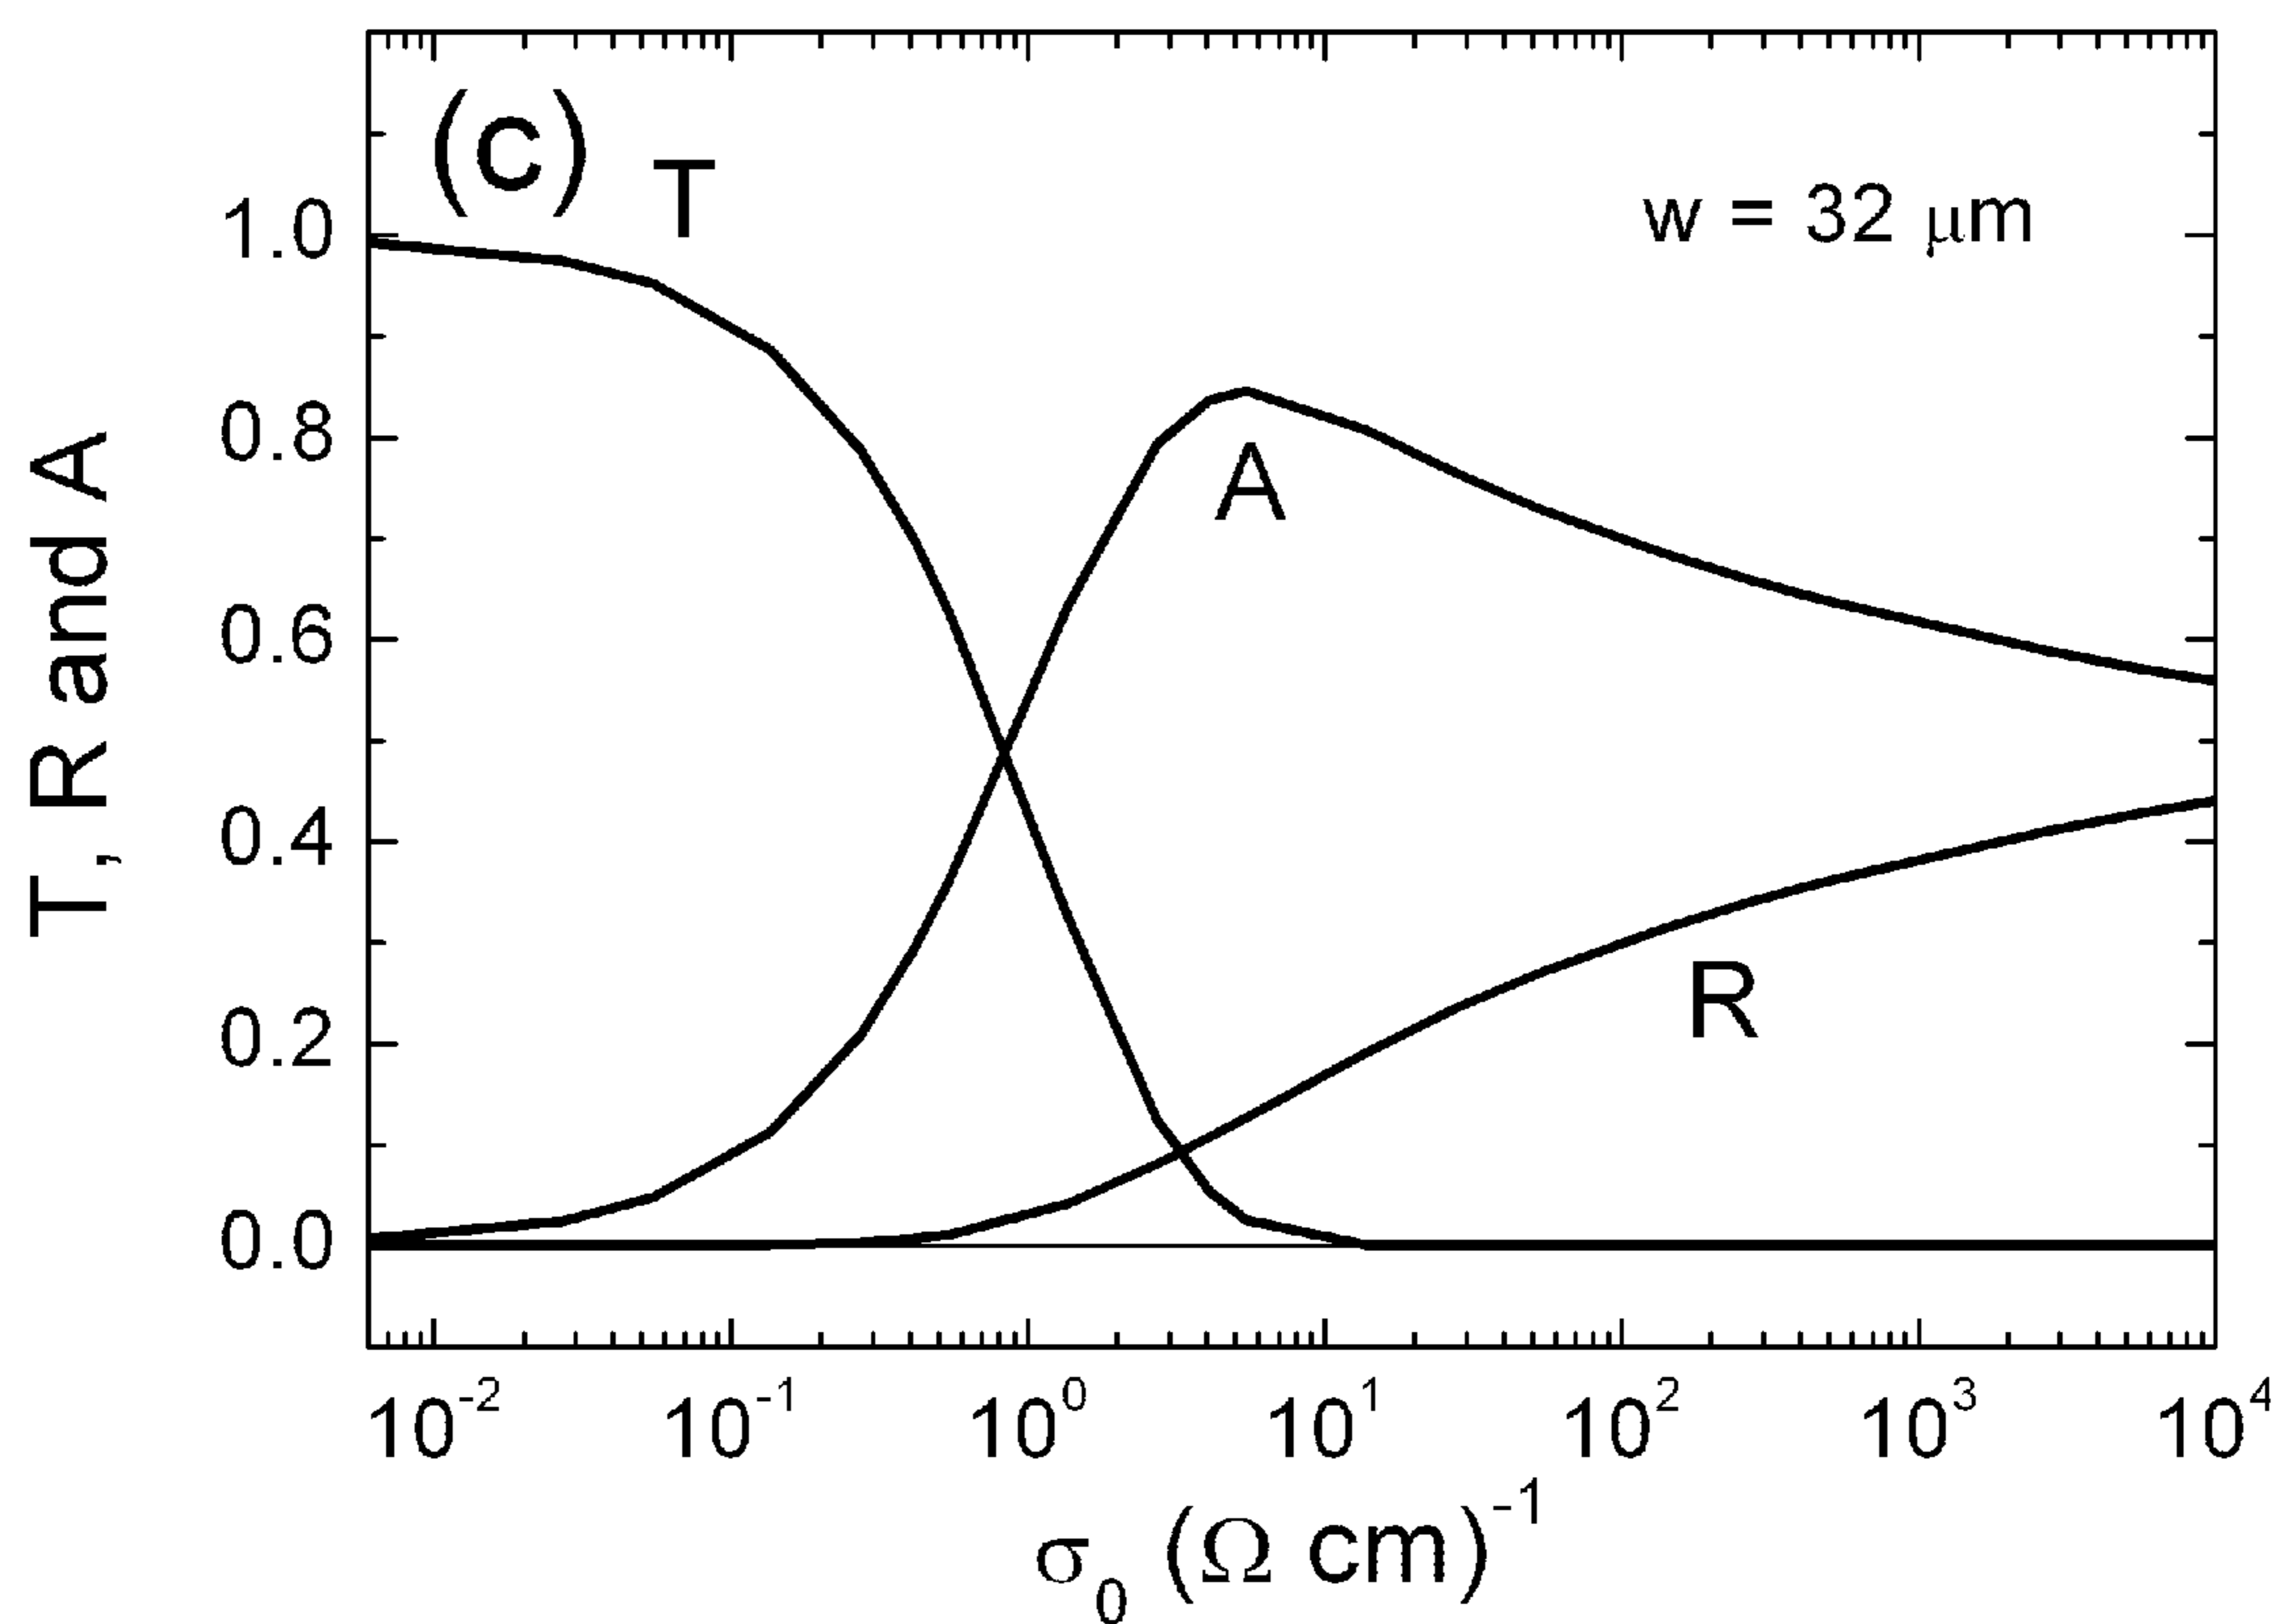 (c) T
w = 32 μm
1.0
0.8
0.6
0.4
0.2
0.0
T, R and A
A
R
10⁻² 10⁻¹ 10⁰ 10¹ 10² 10³ 10⁴
σ₀ (Ω cm)⁻¹